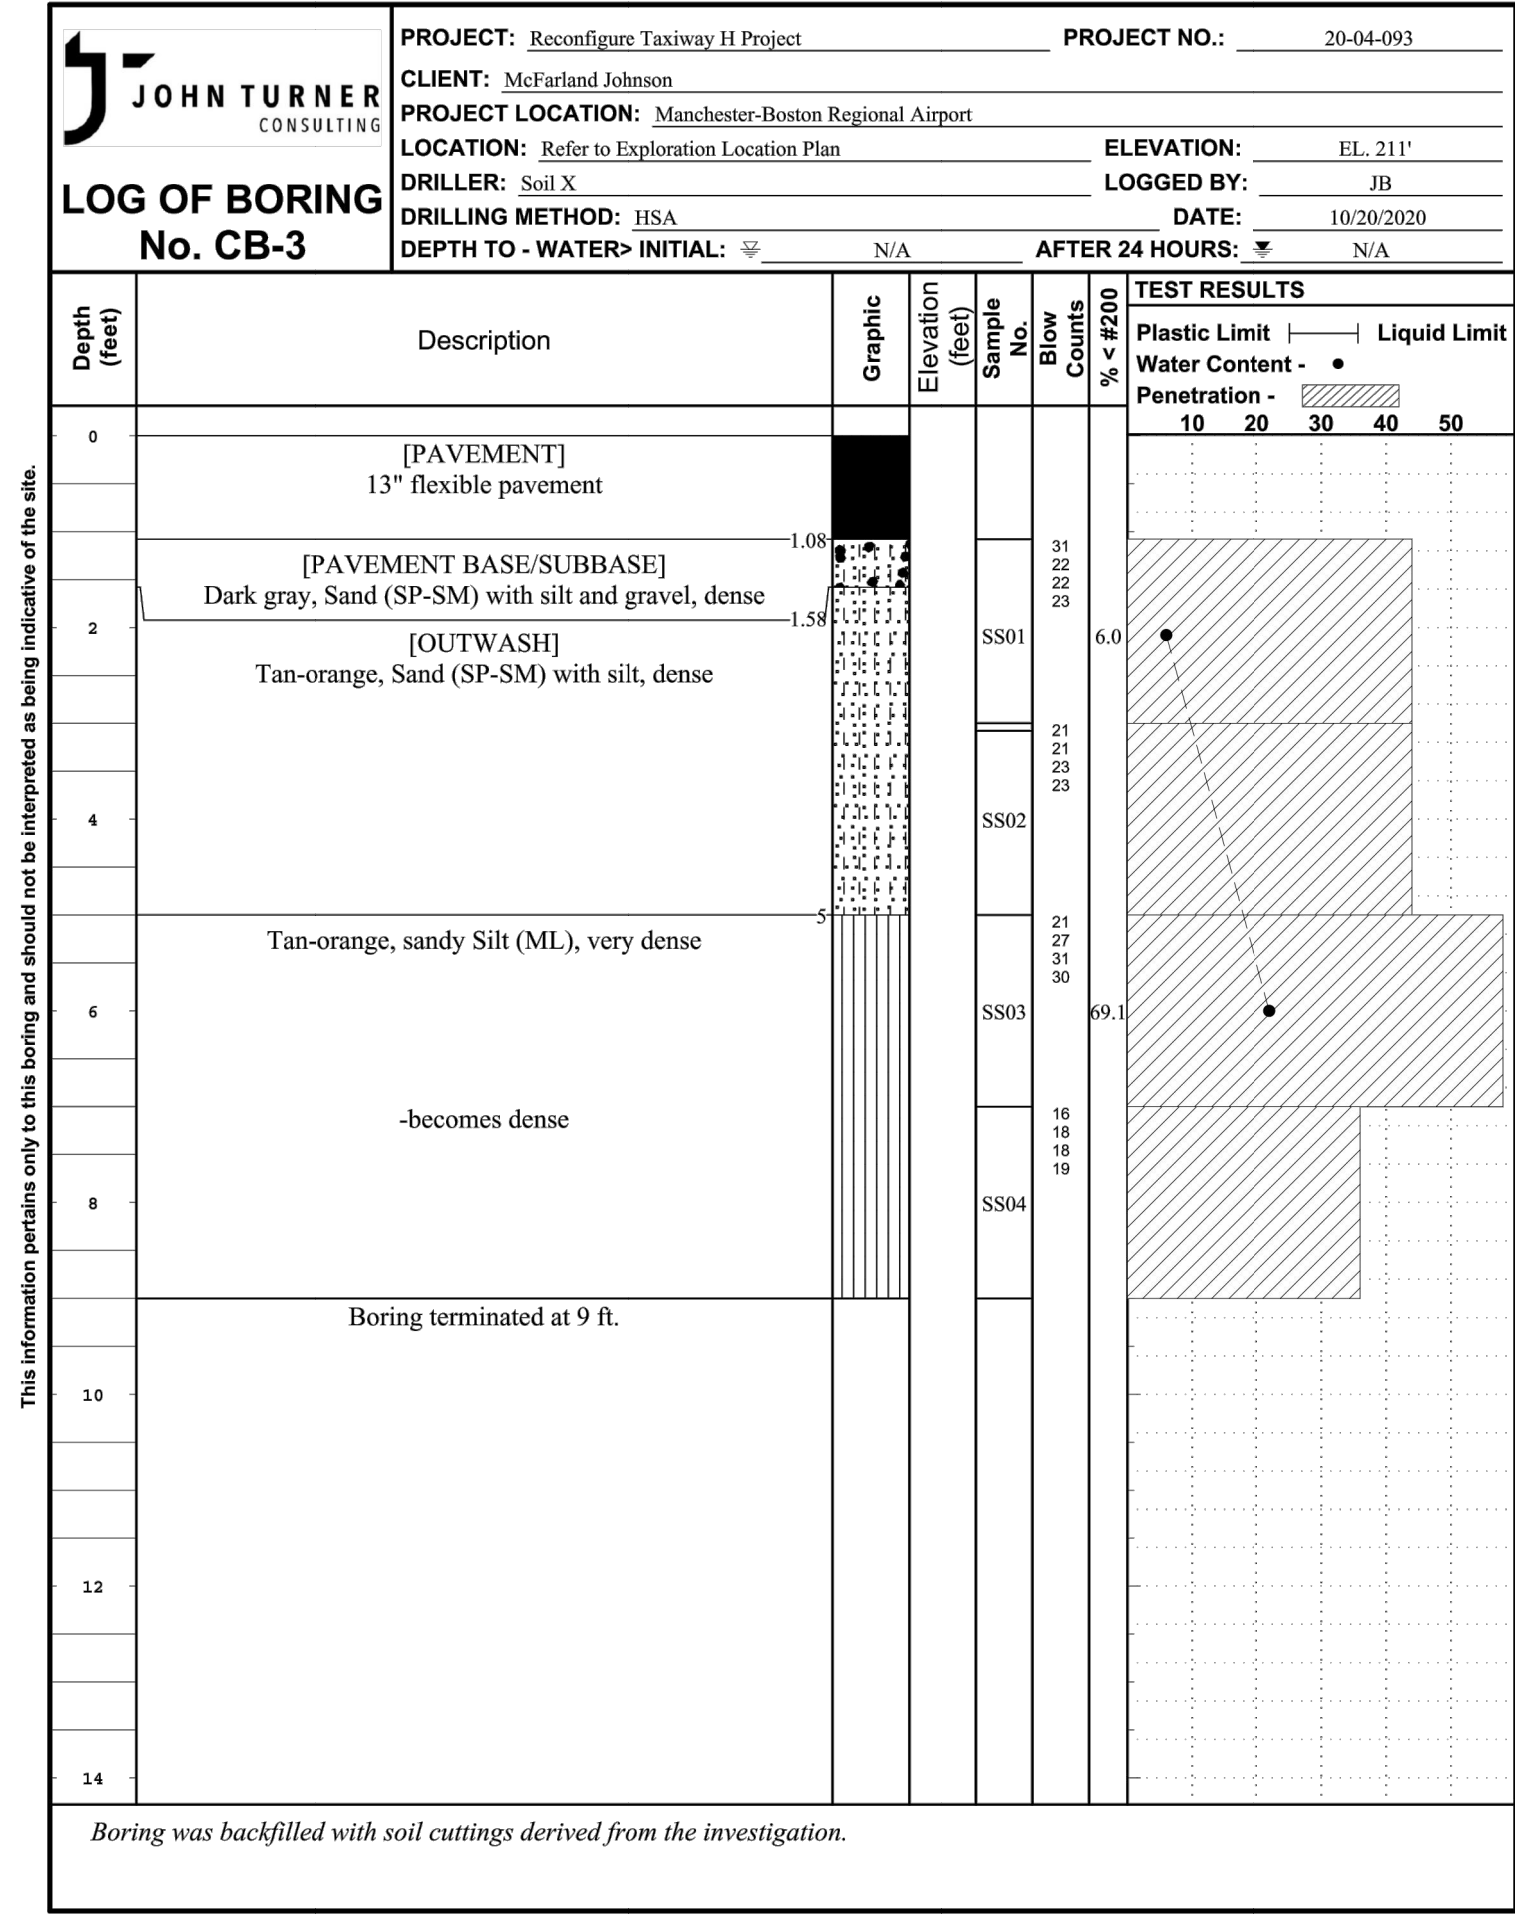 JOHN TURNER
CONSULTING
LOG OF BORING
No. CB-3
PROJECT: Reconfigure Taxiway H Project PROJECT NO.: 20-04-093
CLIENT: McFarland Johnson
PROJECT LOCATION: Manchester-Boston Regional Airport
LOCATION: Refer to Exploration Location Plan ELEVATION: EL. 211'
DRILLER: Soil X LOGGED BY: JB
DRILLING METHOD: HSA DATE: 10/20/2020
DEPTH TO - WATER> INITIAL: N/A AFTER 24 HOURS: N/A
Depth
(feet)
Description
Graphic
Elevation
(feet)
Sample
No.
Blow
Counts
% < #200
TEST RESULTS
Plastic Limit Liquid Limit
Water Content -
Penetration -
10 20 30 40 50
0
[PAVEMENT]
13" flexible pavement
1.08
[PAVEMENT BASE/SUBBASE]
Dark gray, Sand (SP-SM) with silt and gravel, dense
1.58
31
22
22
23
2
[OUTWASH]
Tan-orange, Sand (SP-SM) with silt, dense
SS01
6.0
21
21
23
23
4
SS02
5
Tan-orange, sandy Silt (ML), very dense
21
27
31
30
6
SS03
69.1
-becomes dense
16
18
18
19
8
SS04
Boring terminated at 9 ft.
10
12
14
Boring was backfilled with soil cuttings derived from the investigation.
This information pertains only to this boring and should not be interpreted as being indicative of the site.